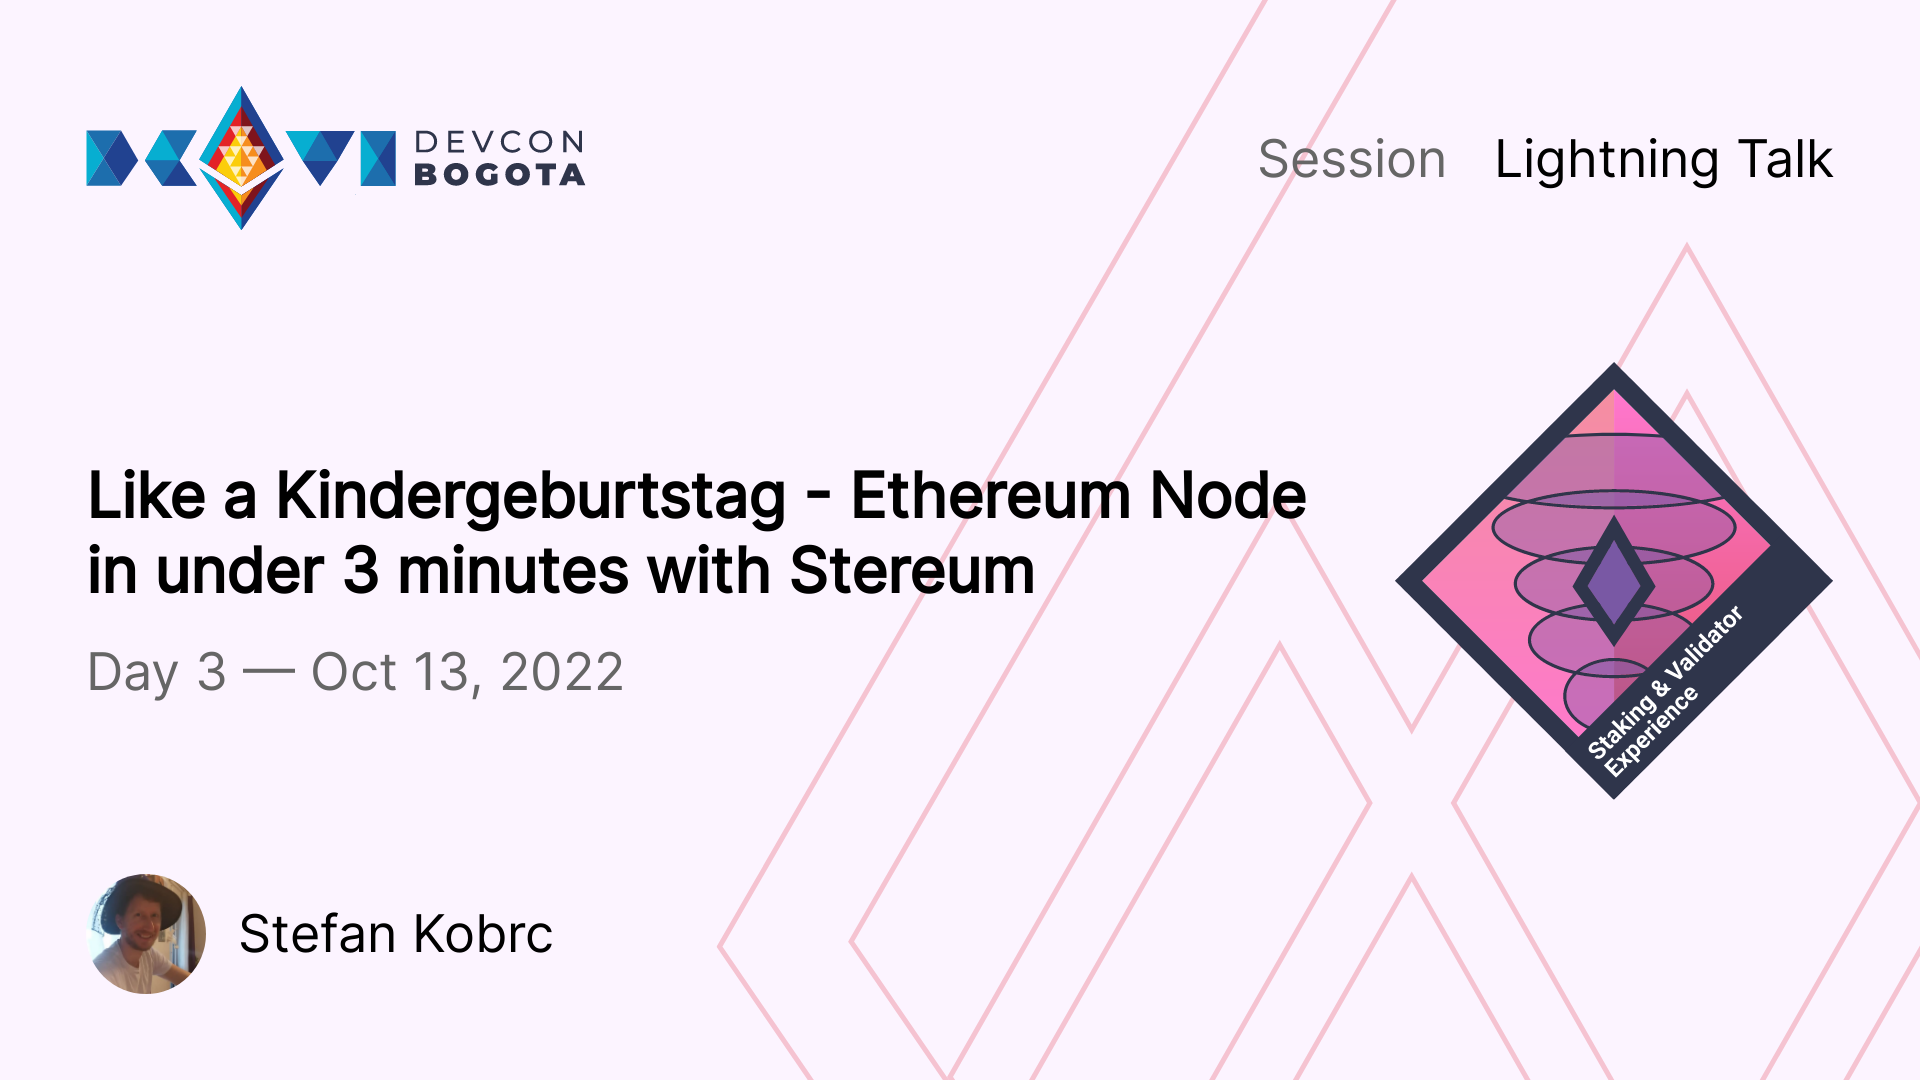 DEVCON
BOGOTA
Session Lightning Talk
Like a Kindergeburtstag - Ethereum Node
in under 3 minutes with Stereum
Day 3 — Oct 13, 2022
Staking & Validator
Experience
Stefan Kobrc